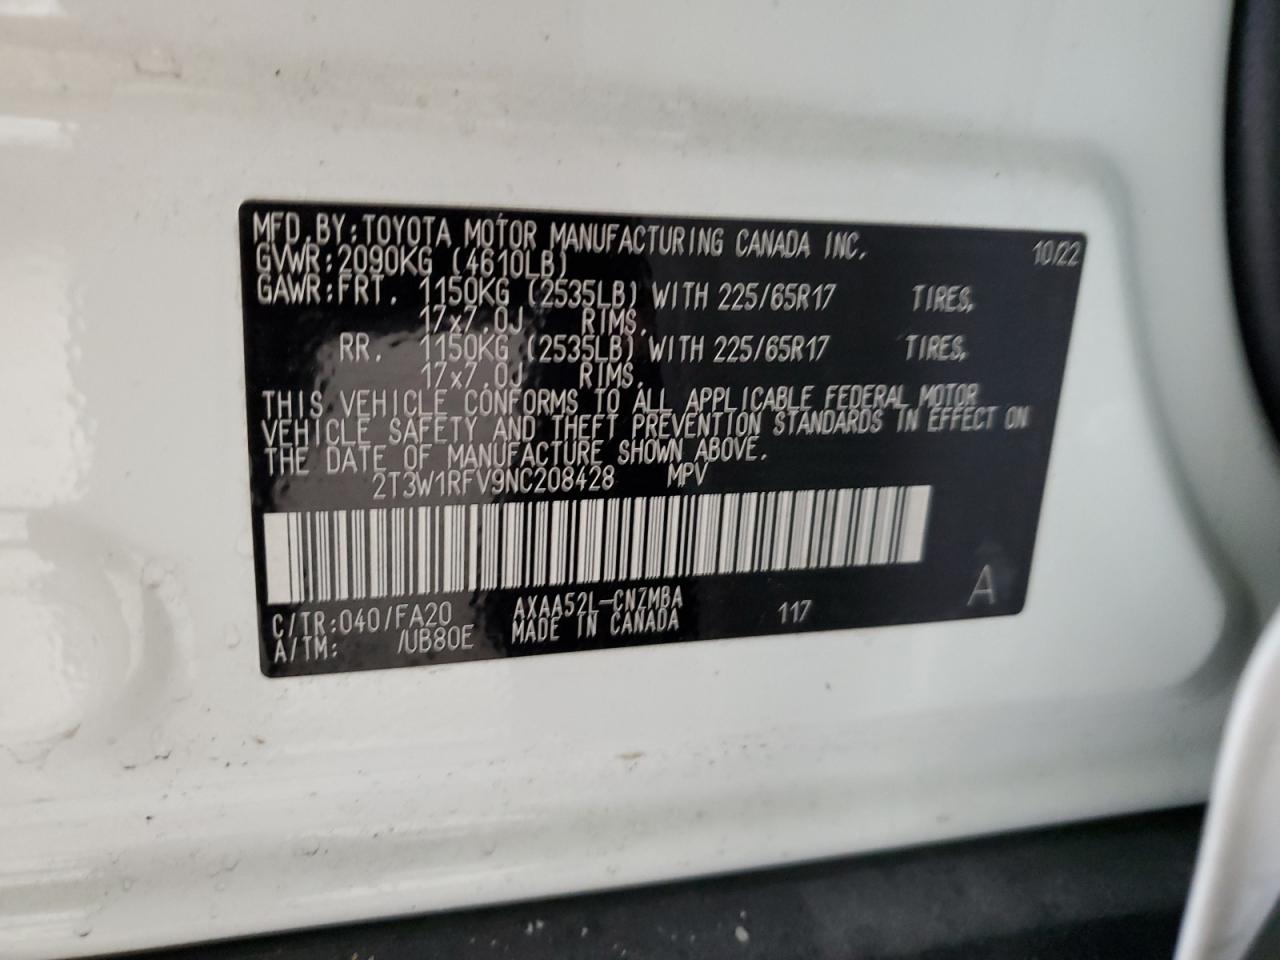 MFD. BY: TOYOTA MOTOR MANUFACTURING CANADA INC. 10/22
GVWR: 2090KG (4610LB)
GAWR: FRT. 1150KG (2535LB) WITH 225/65R17 TIRES,
17x7.0J RIMS,
RR. 1150KG (2535LB) WITH 225/65R17 TIRES,
17x7.0J RIMS,
THIS VEHICLE CONFORMS TO ALL APPLICABLE FEDERAL MOTOR
VEHICLE SAFETY AND THEFT PREVENTION STANDARDS IN EFFECT ON
THE DATE OF MANUFACTURE SHOWN ABOVE.
2T3W1RFV9NC208428 MPV
C/TR: 040/FA20 AXAA52L-CNZMBA 117 A
A/TM: /UB80E MADE IN CANADA